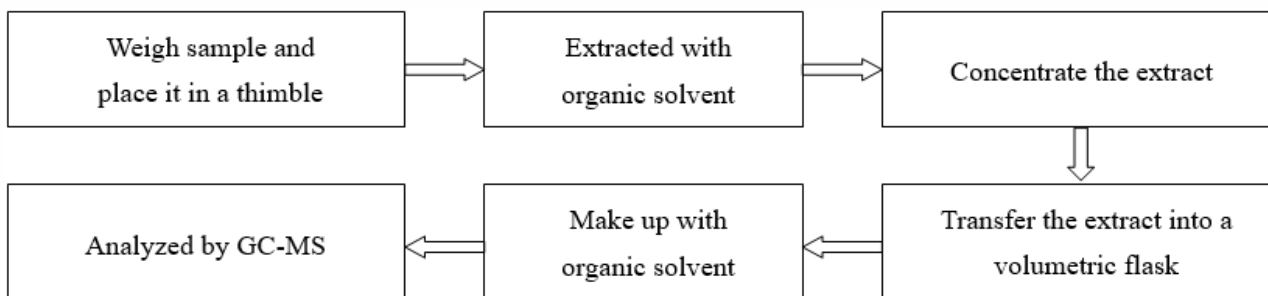 Weigh sample and
place it in a thimble
Extracted with
organic solvent
Concentrate the extract
Transfer the extract into a
volumetric flask
Make up with
organic solvent
Analyzed by GC-MS